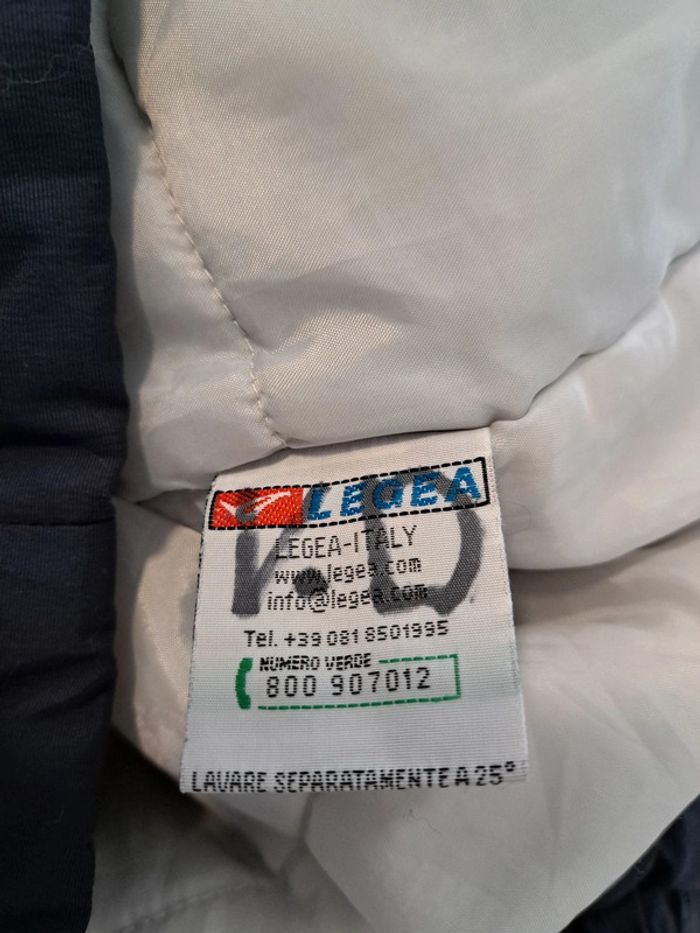 LEGEA
LEGEA-ITALY
www.legea.com
info@legea.com
Tel. +39 081 8501995
NUMERO VERDE
800 907012
LAVARE SEPARATAMENTE A 25°